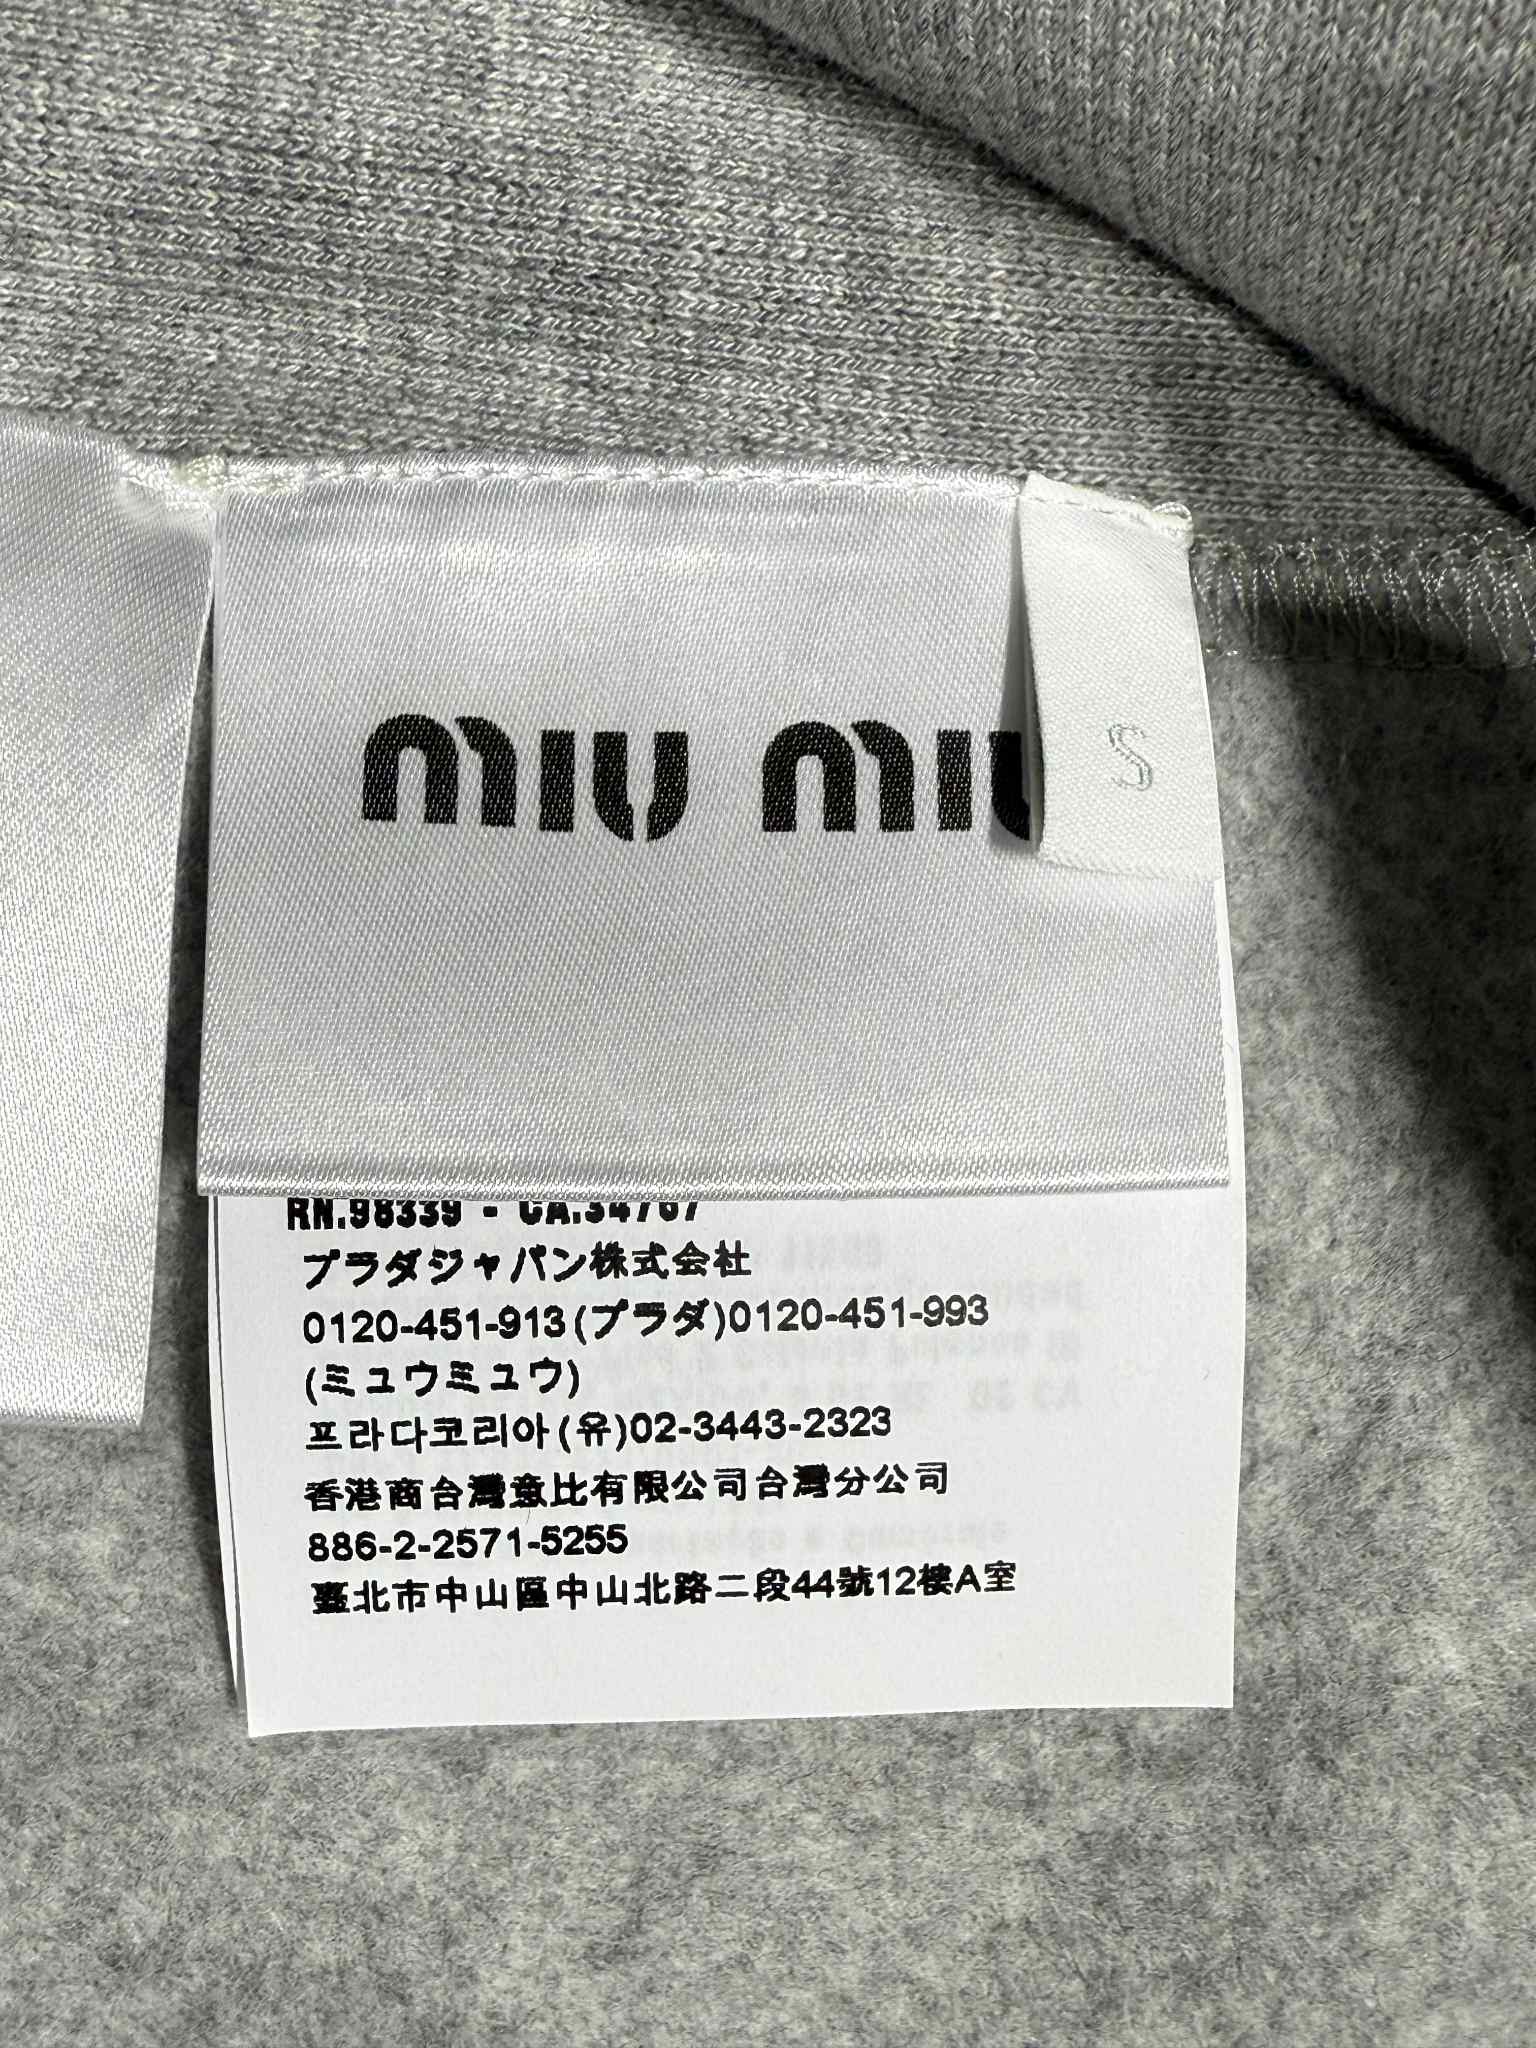 miu miu
S
RN.98339 - CA.34767
プラダジャパン株式会社
0120-451-913(プラダ)0120-451-993
(ミュウミュウ)
프라다코리아(유)02-3443-2323
香港商台灣意比有限公司台灣分公司
886-2-2571-5255
臺北市中山區中山北路二段44號12樓A室